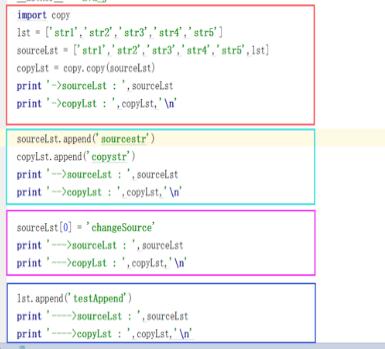 import copy
lst = ['str1','str2','str3','str4','str5']
sourceLst = ['str1','str2','str3','str4','str5',lst]
copyLst = copy.copy(sourceLst)
print '->sourceLst : ',sourceLst
print '->copyLst : ',copyLst,'\n'
sourceLst.append('sourcestr')
copyLst.append('copystr')
print '-->sourceLst : ',sourceLst
print '-->copyLst : ',copyLst,'\n'
sourceLst[0] = 'changeSource'
print '--->sourceLst : ',sourceLst
print '--->copyLst : ',copyLst,'\n'
lst.append('testAppend')
print '---->sourceLst : ',sourceLst
print '---->copyLst : ',copyLst,'\n'